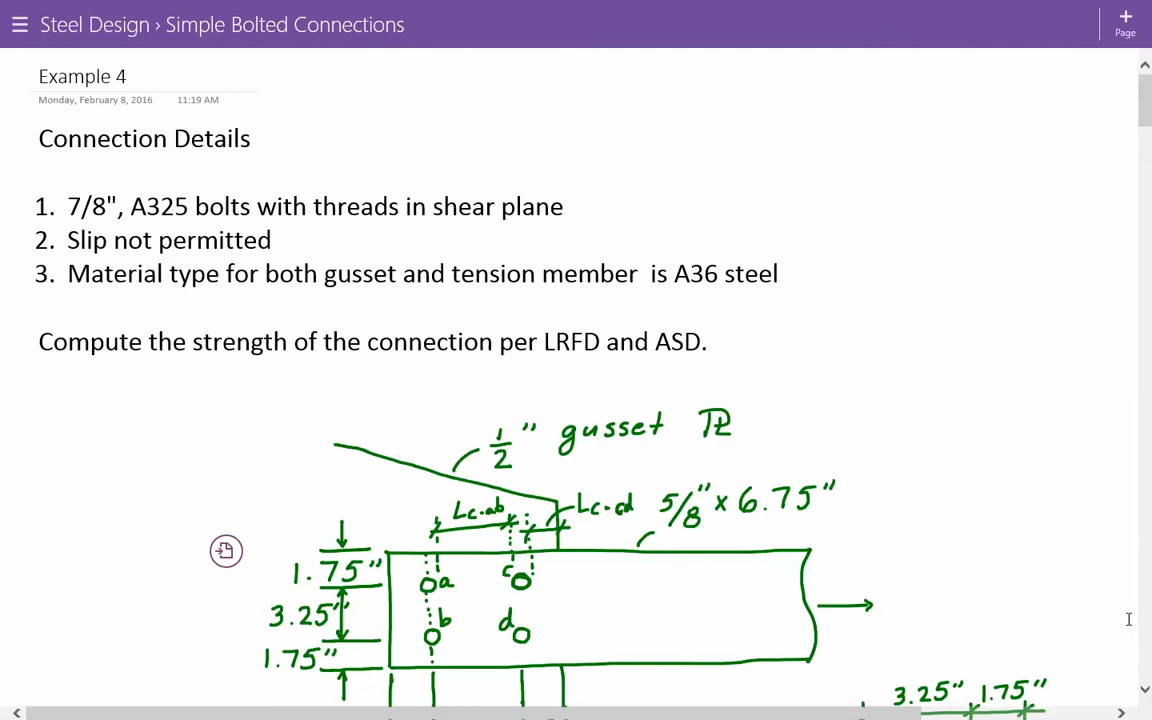 Steel Design › Simple Bolted Connections
Page
Example 4
Monday, February 8, 2016 11:19 AM
Connection Details
1. 7/8", A325 bolts with threads in shear plane
2. Slip not permitted
3. Material type for both gusset and tension member is A36 steel
Compute the strength of the connection per LRFD and ASD.
1/2" gusset PL
Lc-ab
Lc-cd 5/8" × 6.75"
1.75"
a
c
3.25"
b
d
1.75"
3.25" 1.75"